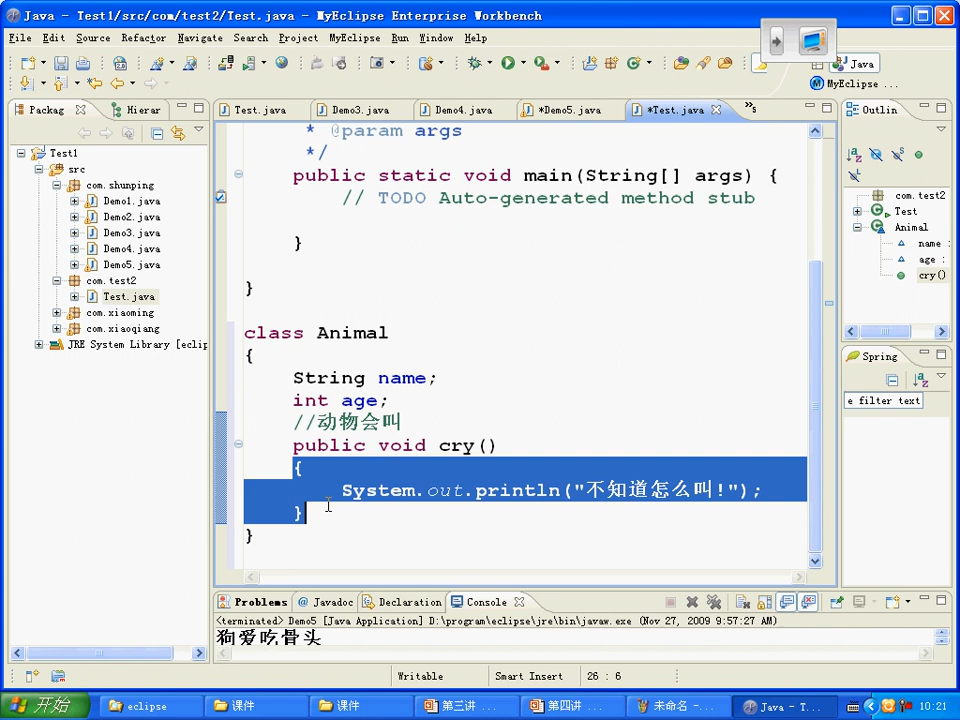 Java - Test1/src/com/test2/Test.java - MyEclipse Enterprise Workbench
File Edit Source Refactor Navigate Search Project MyEclipse Run Window Help
Java
MyEclipse ...
Packag Hierar
Test.java Demo3.java Demo4.java *Demo5.java *Test.java »5
Outlin
Test1
src
com.shunping
Demo1.java
Demo2.java
Demo3.java
Demo4.java
Demo5.java
com.test2
Test.java
com.xiaoming
com.xiaoqiang
JRE System Library [eclip
* @param args
*/
public static void main(String[] args) {
// TODO Auto-generated method stub
}
}
class Animal
{
String name;
int age;
//动物会叫
public void cry()
{
System.out.println("不知道怎么叫!");
}
}
com.test2
Test
Animal
name :
age :
cry()
Spring
e filter text
Problems @ Javadoc Declaration Console
<terminated> Demo5 [Java Application] D:\program\eclipse\jre\bin\javaw.exe (Nov 27, 2009 9:57:27 AM)
狗爱吃骨头
Writable Smart Insert 26 : 6
开始 eclipse 课件 课件 第三讲 ... 第四讲 ... 未命名 -... Java - T... 10:21